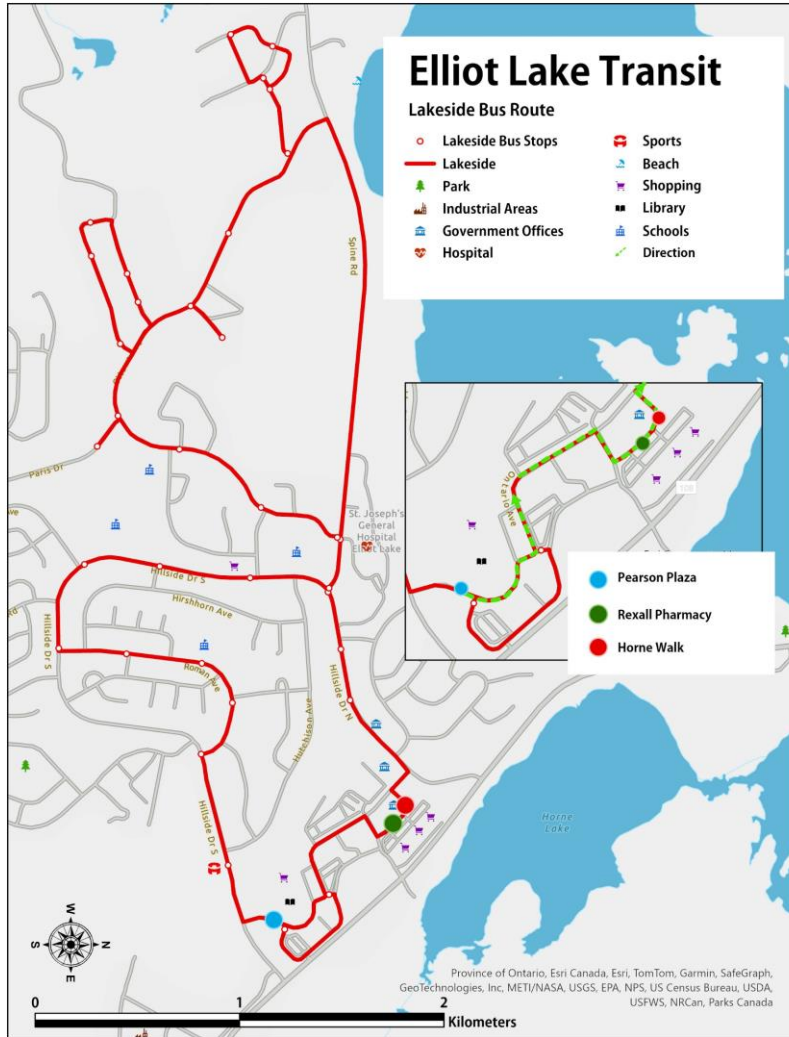 Elliot Lake Transit
Lakeside Bus Route
Lakeside Bus Stops
Lakeside
Park
Industrial Areas
Government Offices
Hospital
Sports
Beach
Shopping
Library
Schools
Direction
Spine Rd
Paris Dr
Ave
St. Joseph's
General
Hospital
Elliot Lake
Hillside Dr S
Hirshhorn Ave
Rd
Hillside Dr S
Roman Ave
Hutchison Ave
Hillside Dr N
Hillside Dr S
Ontario Ave
108
Pearson Plaza
Rexall Pharmacy
Horne Walk
Horne
Lake
W
S
N
E
0
1
2
Kilometers
Province of Ontario, Esri Canada, Esri, TomTom, Garmin, SafeGraph,
GeoTechnologies, Inc, METI/NASA, USGS, EPA, NPS, US Census Bureau, USDA,
USFWS, NRCan, Parks Canada